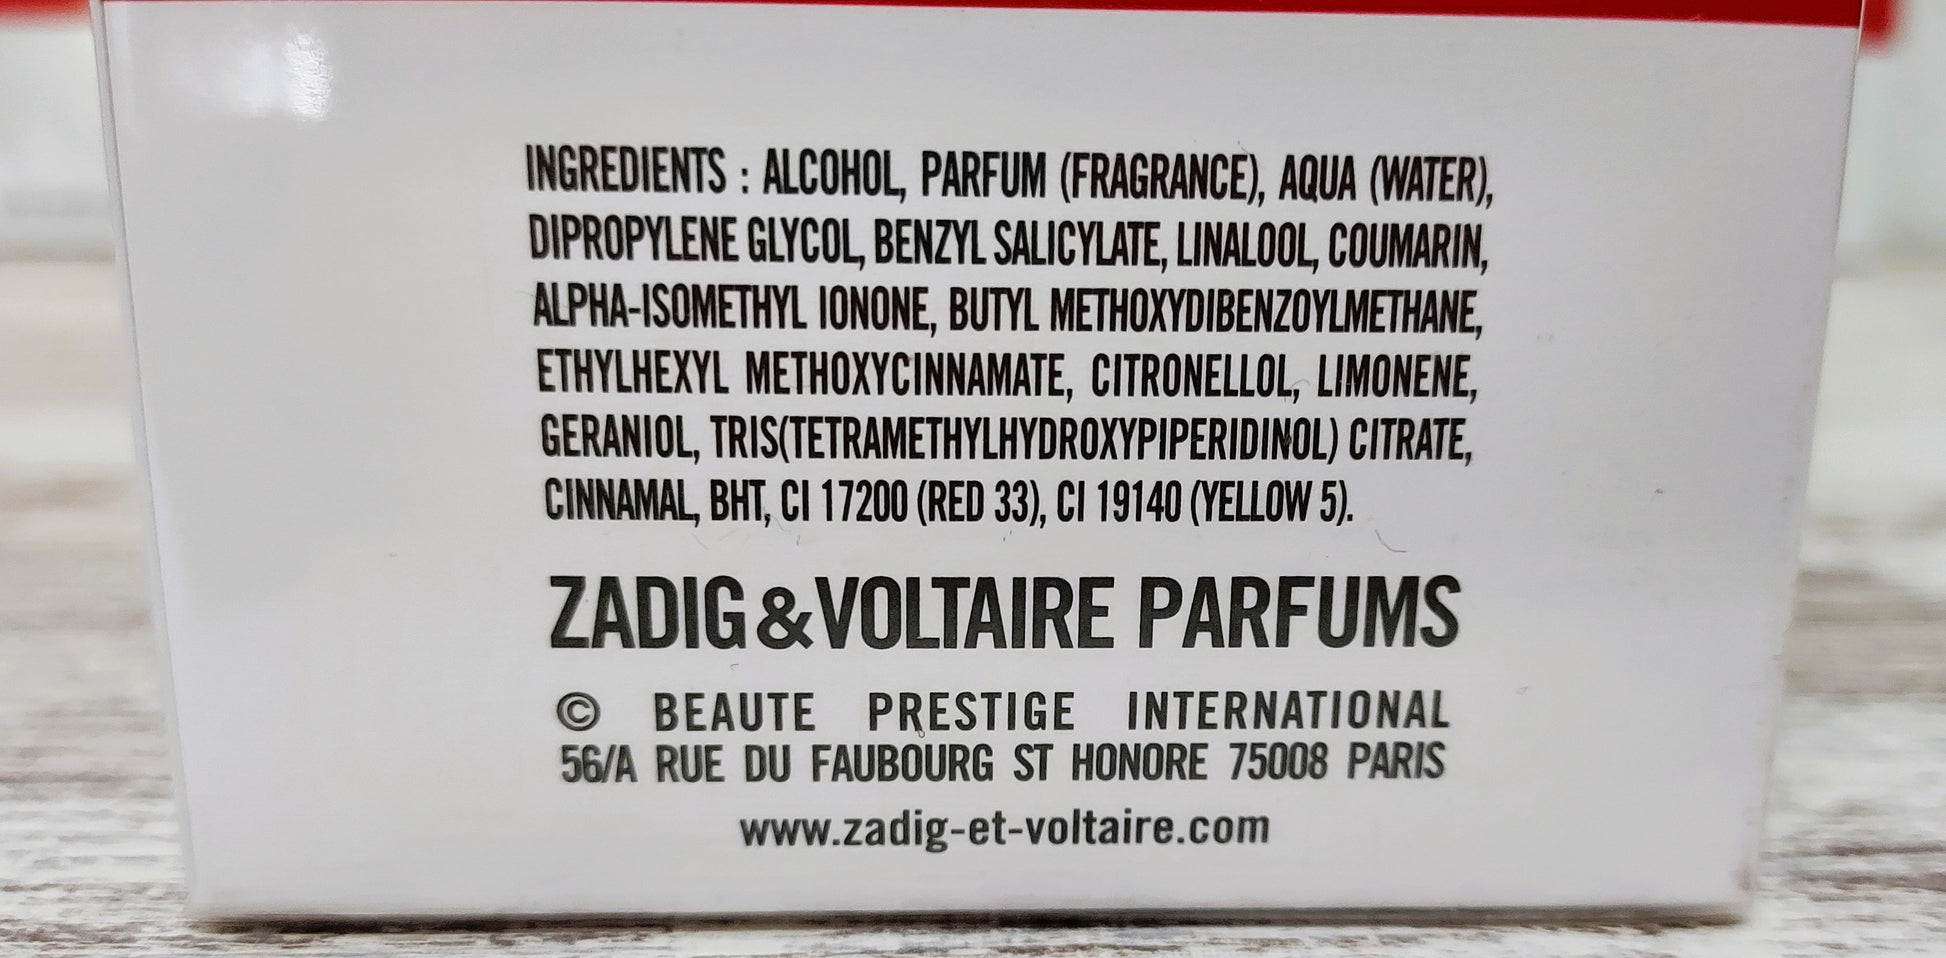 INGREDIENTS : ALCOHOL, PARFUM (FRAGRANCE), AQUA (WATER),
DIPROPYLENE GLYCOL, BENZYL SALICYLATE, LINALOOL, COUMARIN,
ALPHA-ISOMETHYL IONONE, BUTYL METHOXYDIBENZOYLMETHANE,
ETHYLHEXYL METHOXYCINNAMATE, CITRONELLOL, LIMONENE,
GERANIOL, TRIS(TETRAMETHYLHYDROXYPIPERIDINOL) CITRATE,
CINNAMAL, BHT, CI 17200 (RED 33), CI 19140 (YELLOW 5).
ZADIG&VOLTAIRE PARFUMS
© BEAUTE PRESTIGE INTERNATIONAL
56/A RUE DU FAUBOURG ST HONORE 75008 PARIS
www.zadig-et-voltaire.com